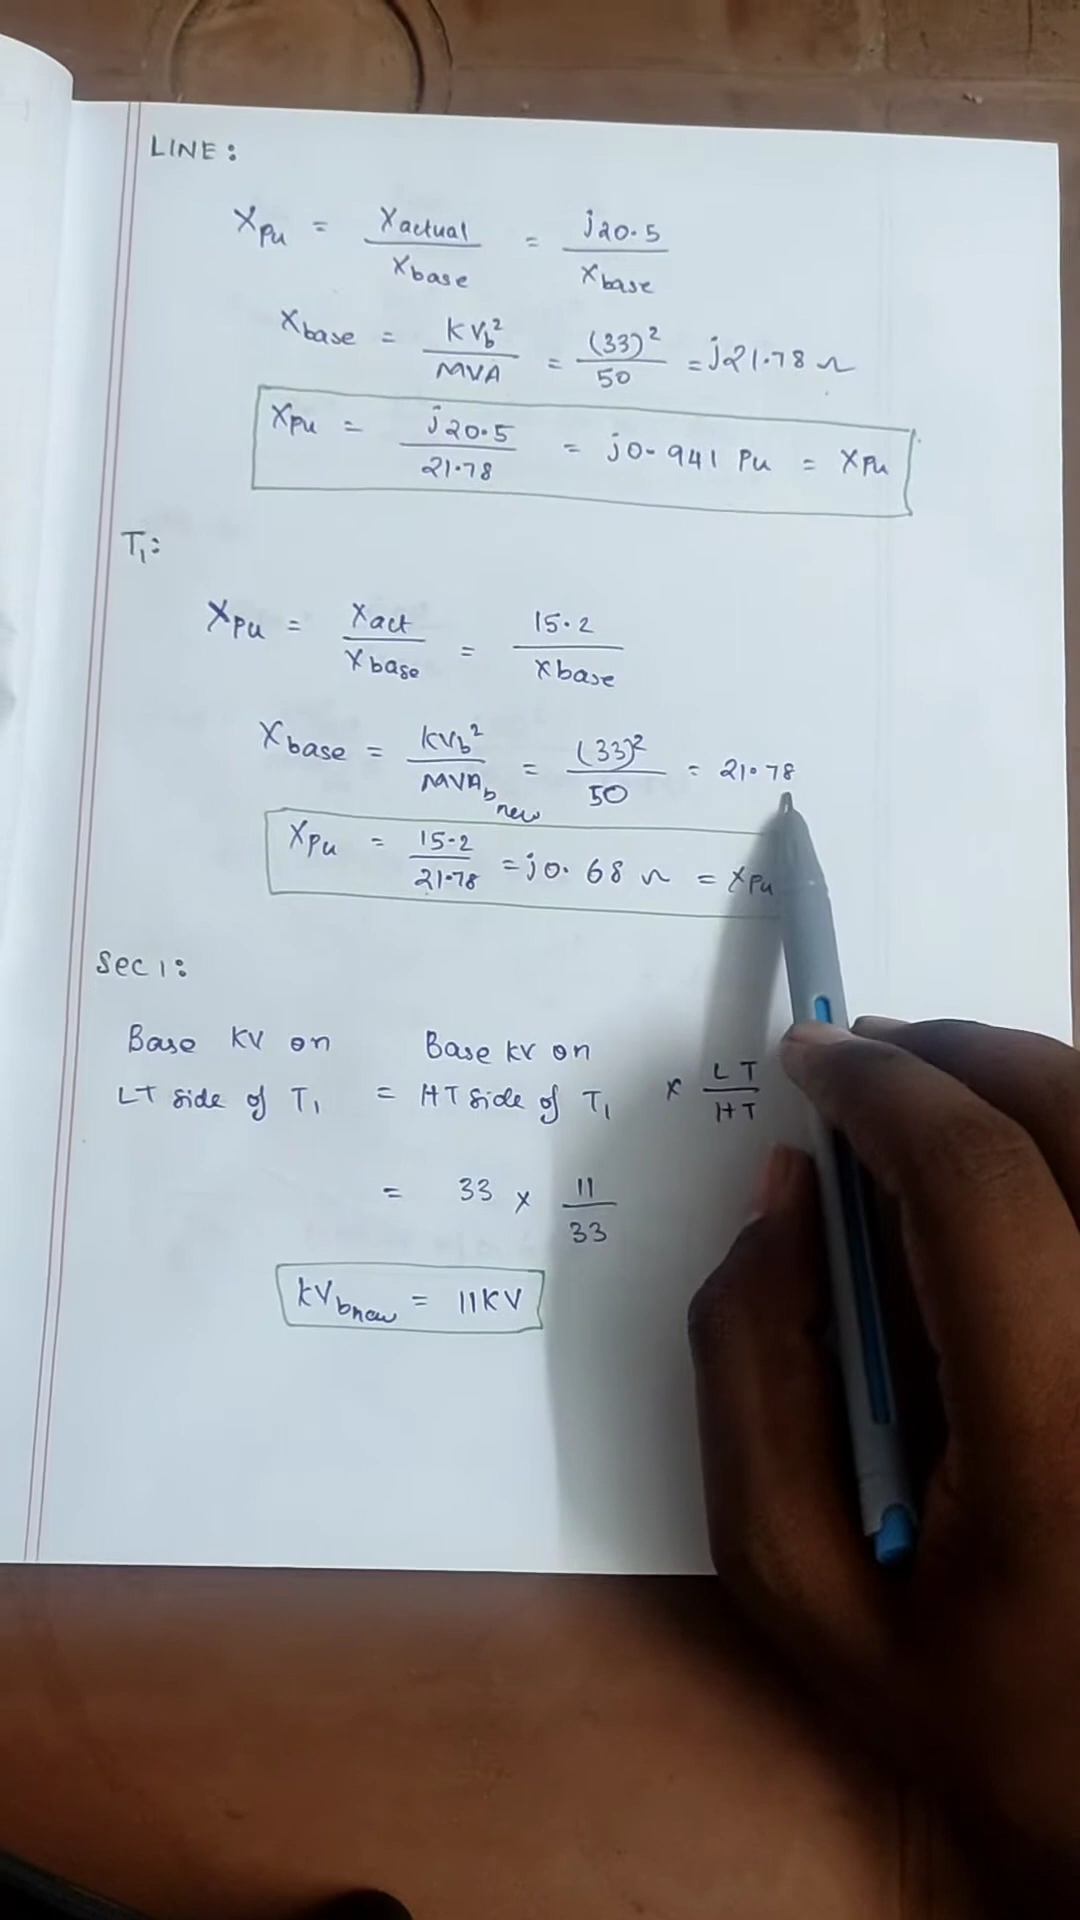 LINE:
Xpu = Xactual / Xbase = j20.5 / Xbase
Xbase = KVb² / MVA = (33)² / 50 = j21.78 Ω
Xpu = j20.5 / 21.78 = j0.941 Pu = Xpu
T1:
Xpu = Xact / Xbase = 15.2 / Xbase
Xbase = KVb² / MVAb new = (33)² / 50 = 21.78
Xpu = 15.2 / 21.78 = j0.68 Ω = Xpu
Sec 1:
Base KV on LT side of T1 = Base KV on HT side of T1 × LT / HT
= 33 × 11 / 33
KVbnew = 11KV